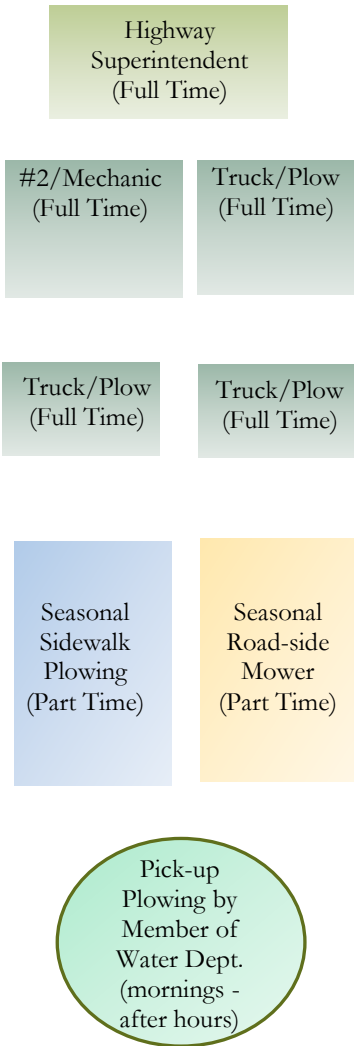 Highway
Superintendent
(Full Time)
#2/Mechanic
(Full Time)
Truck/Plow
(Full Time)
Truck/Plow
(Full Time)
Truck/Plow
(Full Time)
Seasonal
Sidewalk
Plowing
(Part Time)
Seasonal
Road-side
Mower
(Part Time)
Pick-up
Plowing by
Member of
Water Dept.
(mornings -
after hours)